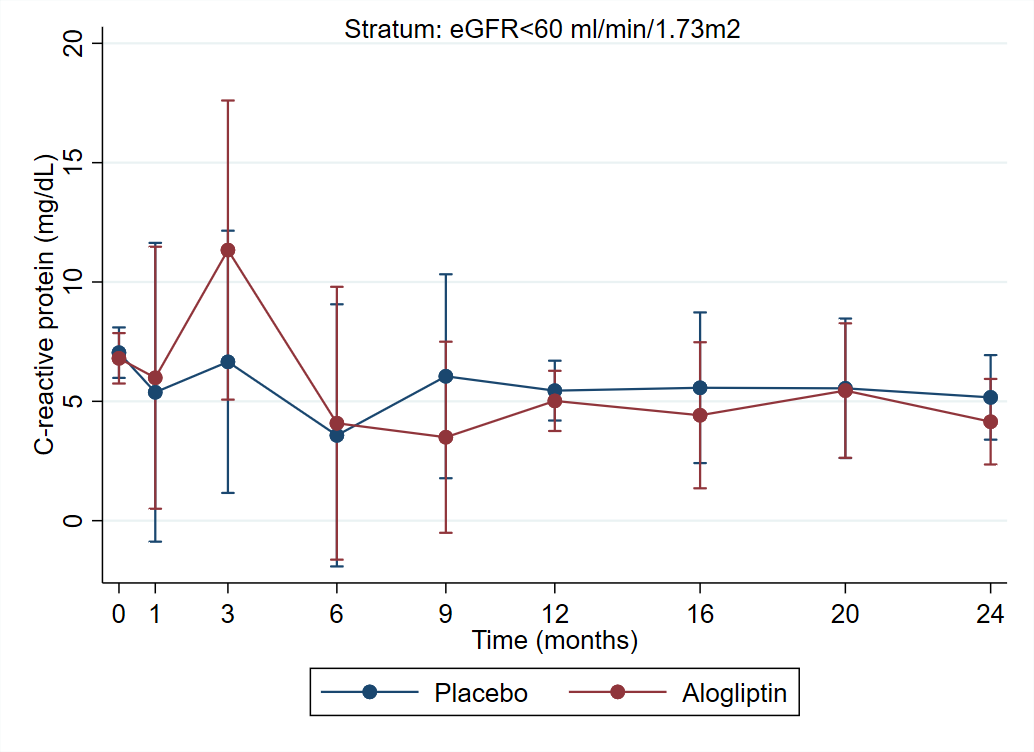 Stratum: eGFR<60 ml/min/1.73m2
C-reactive protein (mg/dL)
20
15
10
5
0
0 1 3 6 9 12 16 20 24
Time (months)
Placebo Alogliptin